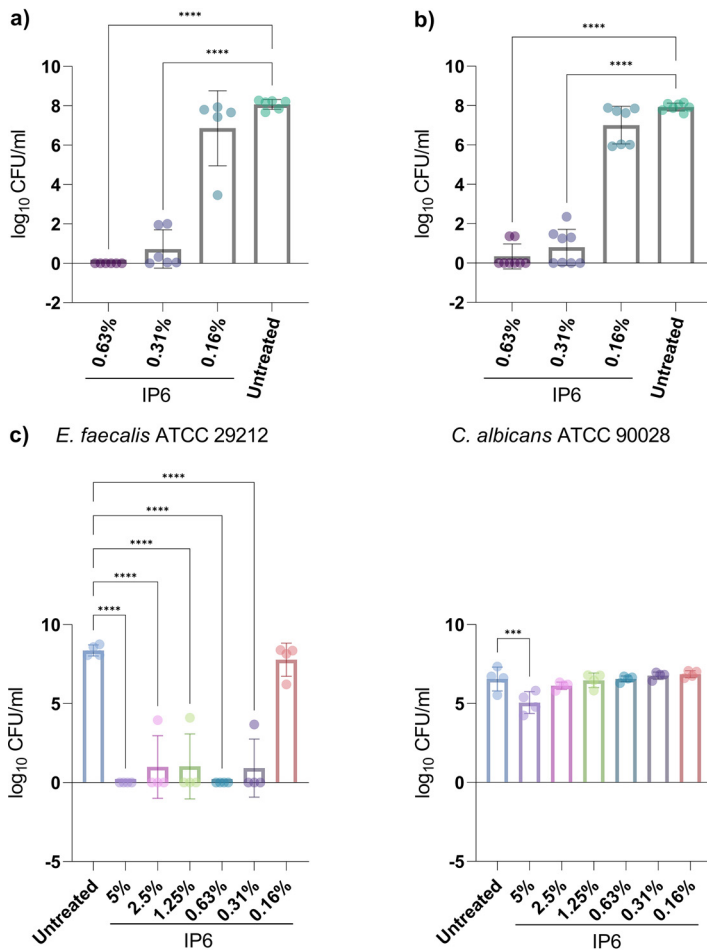 a)
****
****
log10 CFU/ml
10
8
6
4
2
0
-2
0.63%
0.31%
0.16%
Untreated
IP6
b)
****
****
log10 CFU/ml
10
8
6
4
2
0
-2
0.63%
0.31%
0.16%
Untreated
IP6
c)
E. faecalis ATCC 29212
****
****
****
****
****
log10 CFU/ml
10
5
0
-5
Untreated
5%
2.5%
1.25%
0.63%
0.31%
0.16%
IP6
C. albicans ATCC 90028
***
log10 CFU/ml
10
5
0
-5
Untreated
5%
2.5%
1.25%
0.63%
0.31%
0.16%
IP6